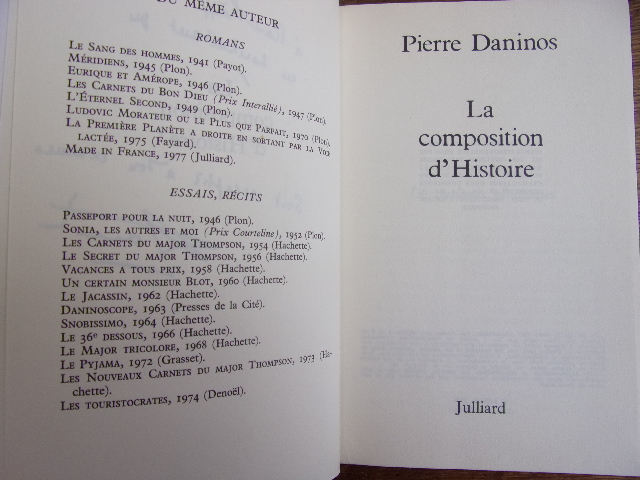 DU MÊME AUTEUR
ROMANS
LE SANG DES HOMMES, 1941 (Payot).
MÉRIDIENS, 1945 (Plon).
EURIQUE ET AMÉROPE, 1946 (Plon).
LES CARNETS DU BON DIEU (Prix Interallié), 1947 (Plon).
L'ÉTERNEL SECOND, 1949 (Plon).
LUDOVIC MORATEUR OU LE PLUS QUE PARFAIT, 1970 (Plon).
LA PREMIÈRE PLANÈTE A DROITE EN SORTANT PAR LA VOIE
LACTÉE, 1975 (Fayard).
MADE IN FRANCE, 1977 (Julliard).
ESSAIS, RÉCITS
PASSEPORT POUR LA NUIT, 1946 (Plon).
SONIA, LES AUTRES ET MOI (Prix Courteline), 1952 (Plon).
LES CARNETS DU MAJOR THOMPSON, 1954 (Hachette).
LE SECRET DU MAJOR THOMPSON, 1956 (Hachette).
VACANCES A TOUS PRIX, 1958 (Hachette).
UN CERTAIN MONSIEUR BLOT, 1960 (Hachette).
LE JACASSIN, 1962 (Hachette).
DANINOSCOPE, 1963 (Presses de la Cité).
SNOBISSIMO, 1964 (Hachette).
LE 36e DESSOUS, 1966 (Hachette).
LE MAJOR TRICOLORE, 1968 (Hachette).
LE PYJAMA, 1972 (Grasset).
LES NOUVEAUX CARNETS DU MAJOR THOMPSON, 1973 (Ha-
chette).
LES TOURISTOCRATES, 1974 (Denoël).
Pierre Daninos
La
composition
d'Histoire
Julliard